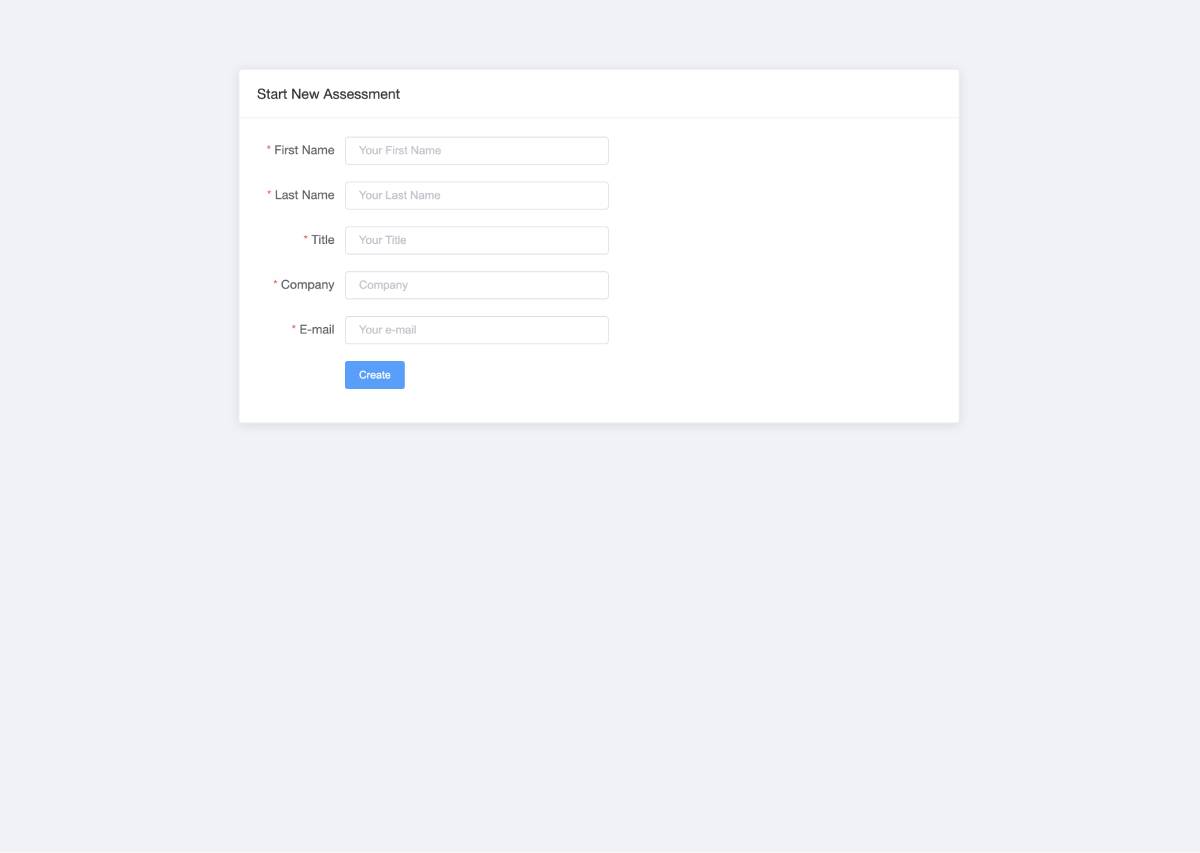 Start New Assessment
* First Name Your First Name
* Last Name Your Last Name
* Title Your Title
* Company Company
* E-mail Your e-mail
Create